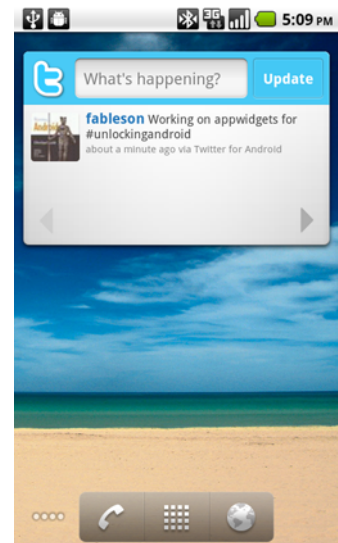 3G 5:09 PM
What's happening? Update
fableson Working on appwidgets for
#unlockingandroid
about a minute ago via Twitter for Android